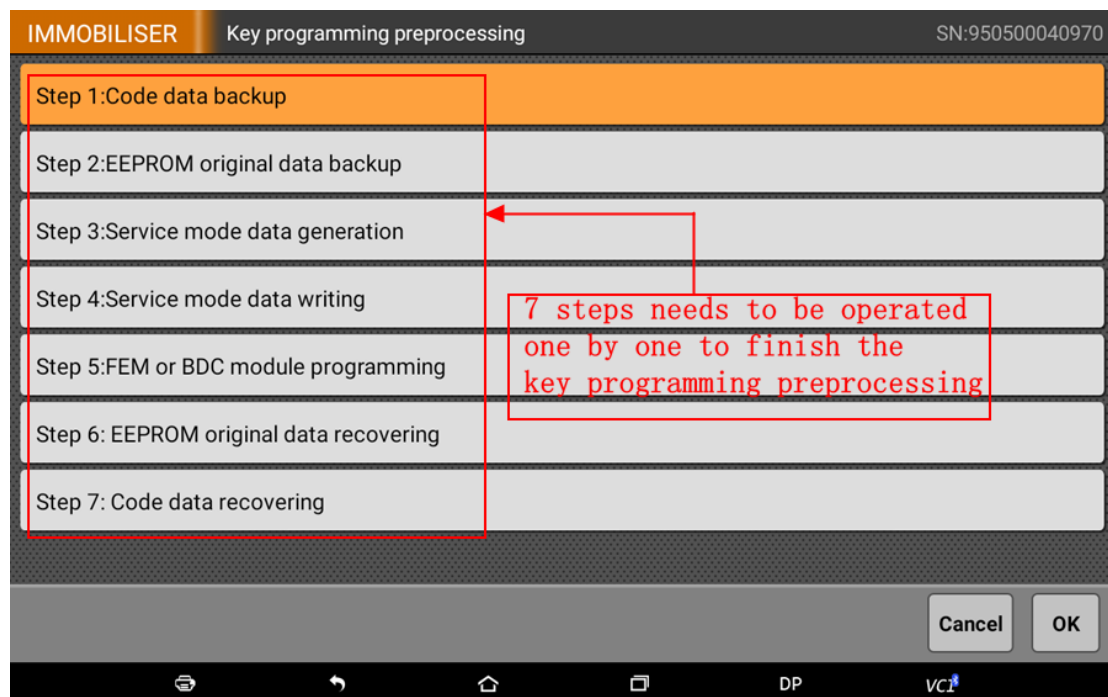 IMMOBILISER
Key programming preprocessing
SN:950500040970
Step 1:Code data backup
Step 2:EEPROM original data backup
Step 3:Service mode data generation
Step 4:Service mode data writing
Step 5:FEM or BDC module programming
Step 6: EEPROM original data recovering
Step 7: Code data recovering
7 steps needs to be operated
one by one to finish the
key programming preprocessing
Cancel
OK
DP
VCI